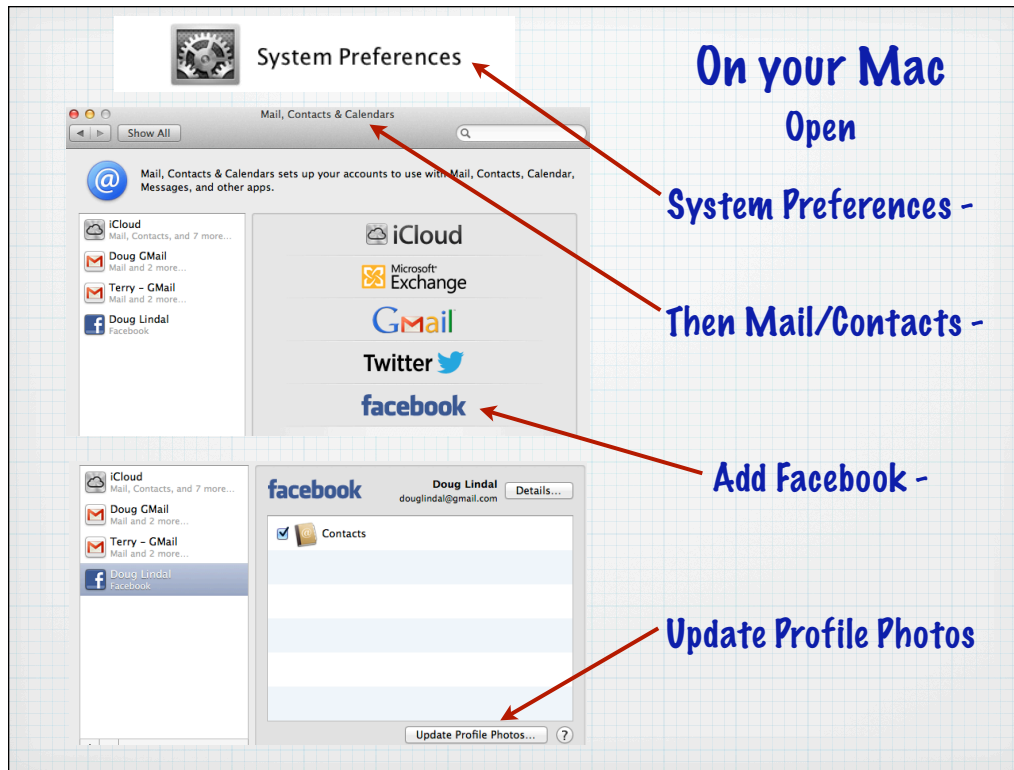 System Preferences
On your Mac
Open
System Preferences -
Then Mail/Contacts -
Add Facebook -
Update Profile Photos
Mail, Contacts & Calendars
Show All
@
Mail, Contacts & Calendars sets up your accounts to use with Mail, Contacts, Calendar,
Messages, and other apps.
iCloud
Mail, Contacts, and 7 more...
Doug GMail
Mail and 2 more...
Terry - GMail
Mail and 2 more...
Doug Lindal
Facebook
iCloud
Microsoft
Exchange
Gmail
Twitter
facebook
iCloud
Mail, Contacts, and 7 more...
Doug GMail
Mail and 2 more...
Terry - GMail
Mail and 2 more...
Doug Lindal
Facebook
facebook
Doug Lindal
douglindal@gmail.com
Details...
Contacts
Update Profile Photos...
?